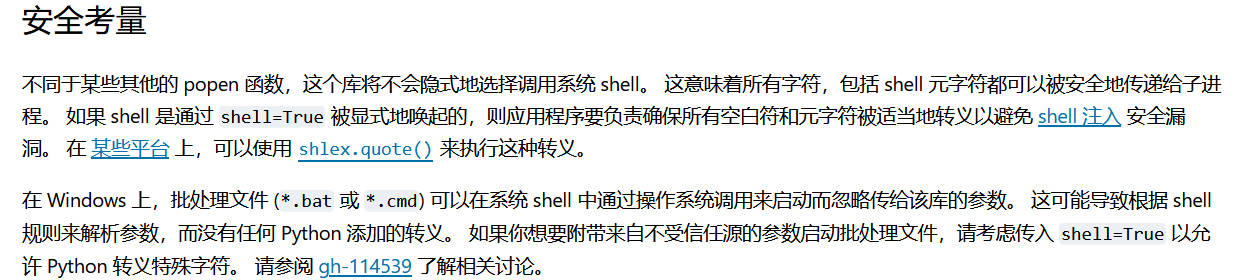 安全考量
不同于某些其他的 popen 函数，这个库将不会隐式地选择调用系统 shell。 这意味着所有字符，包括 shell 元字符都可以被安全地传递给子进
程。 如果 shell 是通过 shell=True 被显式地唤起的，则应用程序要负责确保所有空白符和元字符被适当地转义以避免 shell 注入 安全漏
洞。 在 某些平台 上，可以使用 shlex.quote() 来执行这种转义。
在 Windows 上，批处理文件 (*.bat 或 *.cmd) 可以在系统 shell 中通过操作系统调用来启动而忽略传给该库的参数。 这可能导致根据 shell
规则来解析参数，而没有任何 Python 添加的转义。 如果你想要附带来自不受信任源的参数启动批处理文件，请考虑传入 shell=True 以允
许 Python 转义特殊字符。 请参阅 gh-114539 了解相关讨论。